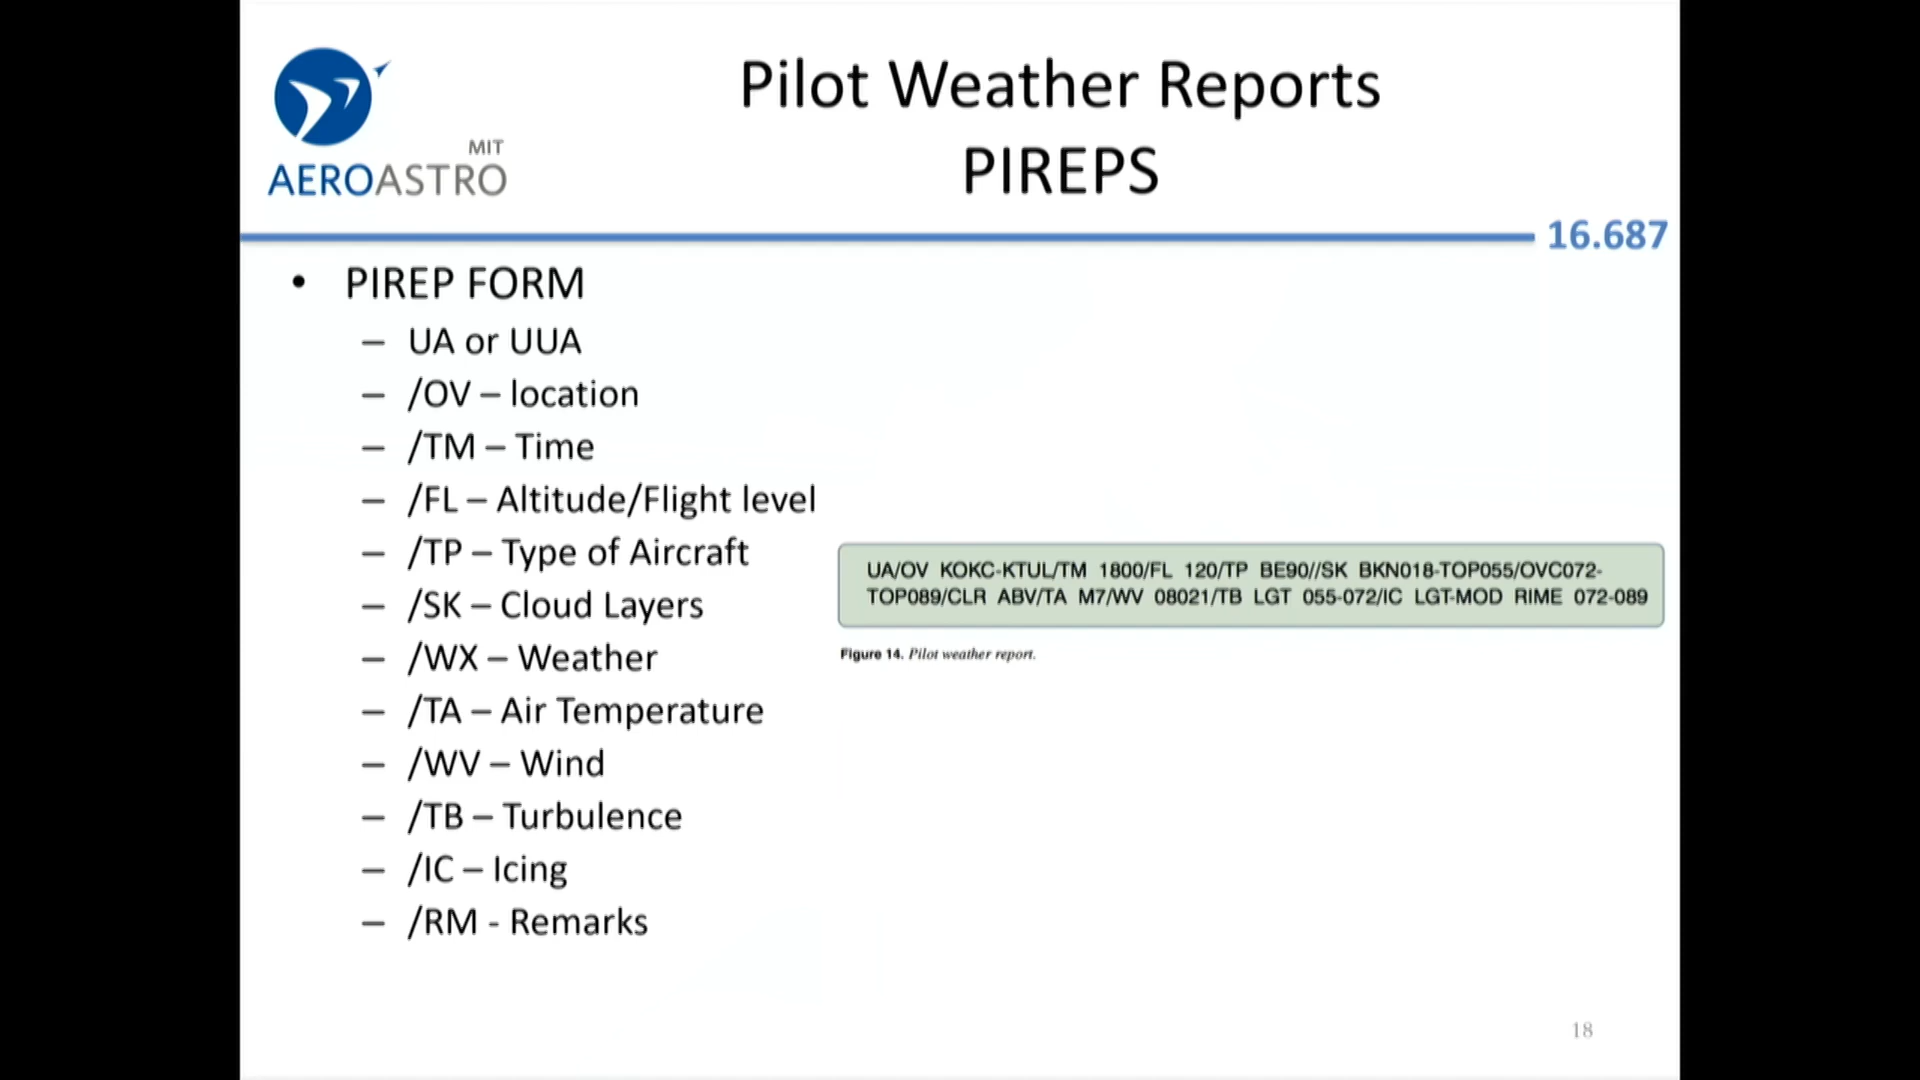 MIT
AEROASTRO
Pilot Weather Reports
PIREPS
16.687
• PIREP FORM
– UA or UUA
– /OV – location
– /TM – Time
– /FL – Altitude/Flight level
– /TP – Type of Aircraft
– /SK – Cloud Layers
– /WX – Weather
– /TA – Air Temperature
– /WV – Wind
– /TB – Turbulence
– /IC – Icing
– /RM - Remarks
UA/OV KOKC-KTUL/TM 1800/FL 120/TP BE90//SK BKN018-TOP055/OVC072-
TOP089/CLR ABV/TA M7/WV 08021/TB LGT 055-072/IC LGT-MOD RIME 072-089
Figure 14. Pilot weather report.
18